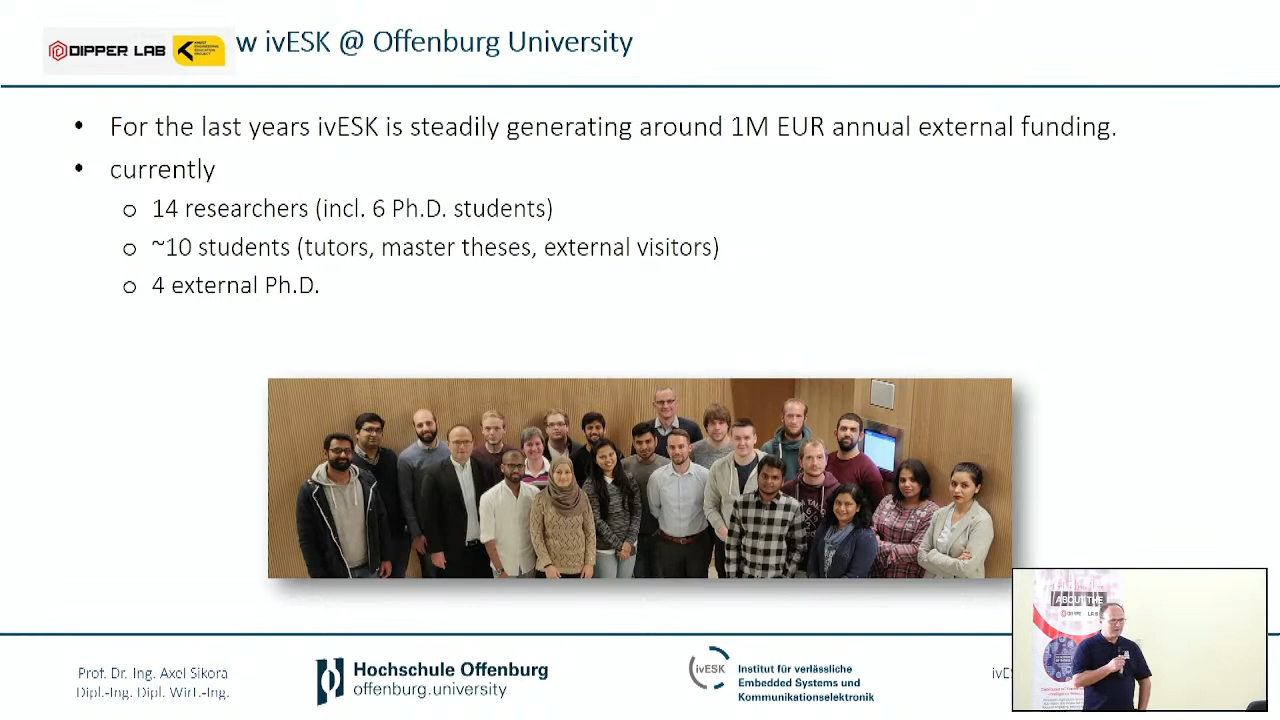 DIPPER LAB
w ivESK @ Offenburg University
• For the last years ivESK is steadily generating around 1M EUR annual external funding.
• currently
o 14 researchers (incl. 6 Ph.D. students)
o ~10 students (tutors, master theses, external visitors)
o 4 external Ph.D.
ABOUT THE
Prof. Dr. Ing. Axel Sikora
Dipl.-Ing. Dipl. Wirt.-Ing.
Hochschule Offenburg
offenburg.university
ivESK
Institut für verlässliche
Embedded Systems und
Kommunikationselektronik